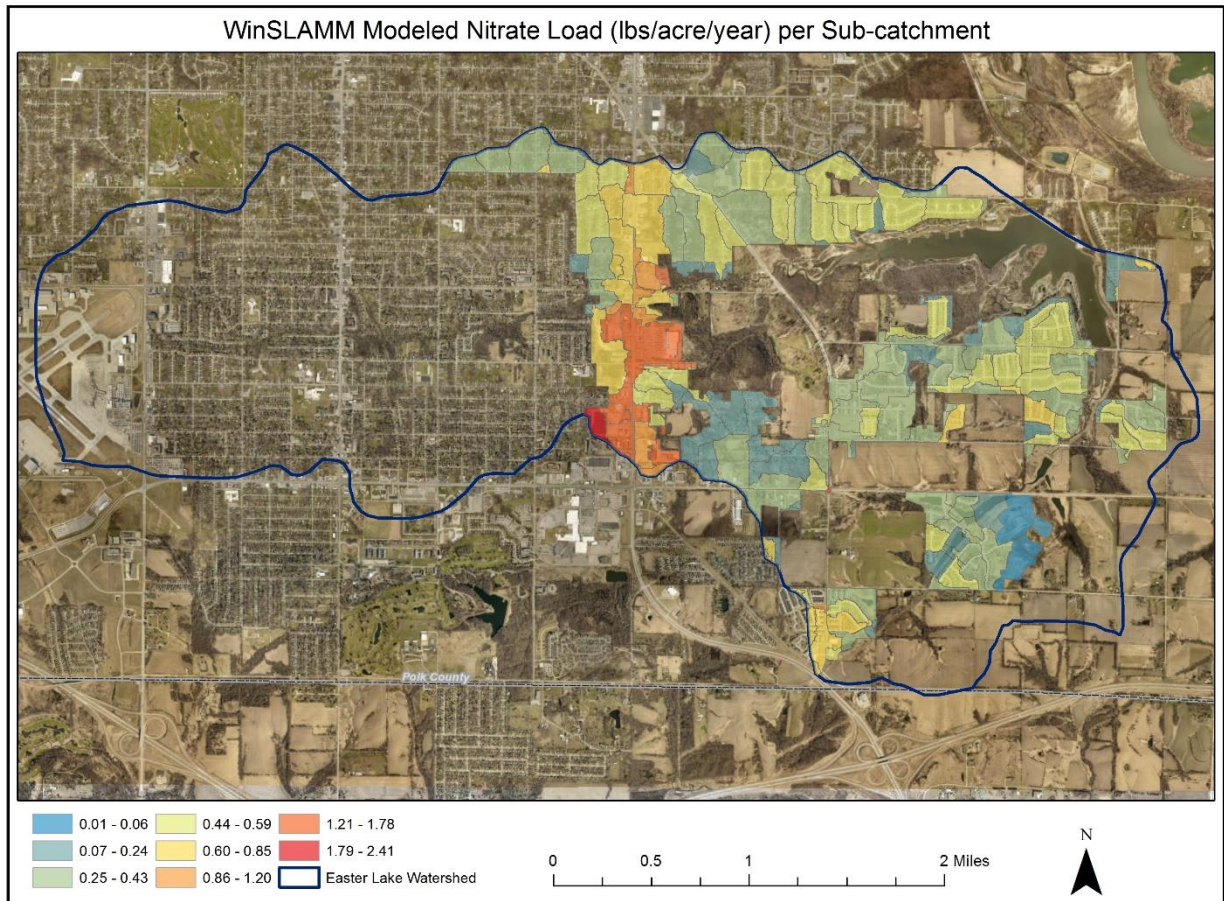 WinSLAMM Modeled Nitrate Load (lbs/acre/year) per Sub-catchment
Polk County
0.01 - 0.06
0.07 - 0.24
0.25 - 0.43
0.44 - 0.59
0.60 - 0.85
0.86 - 1.20
1.21 - 1.78
1.79 - 2.41
Easter Lake Watershed
0 0.5 1 2 Miles
N